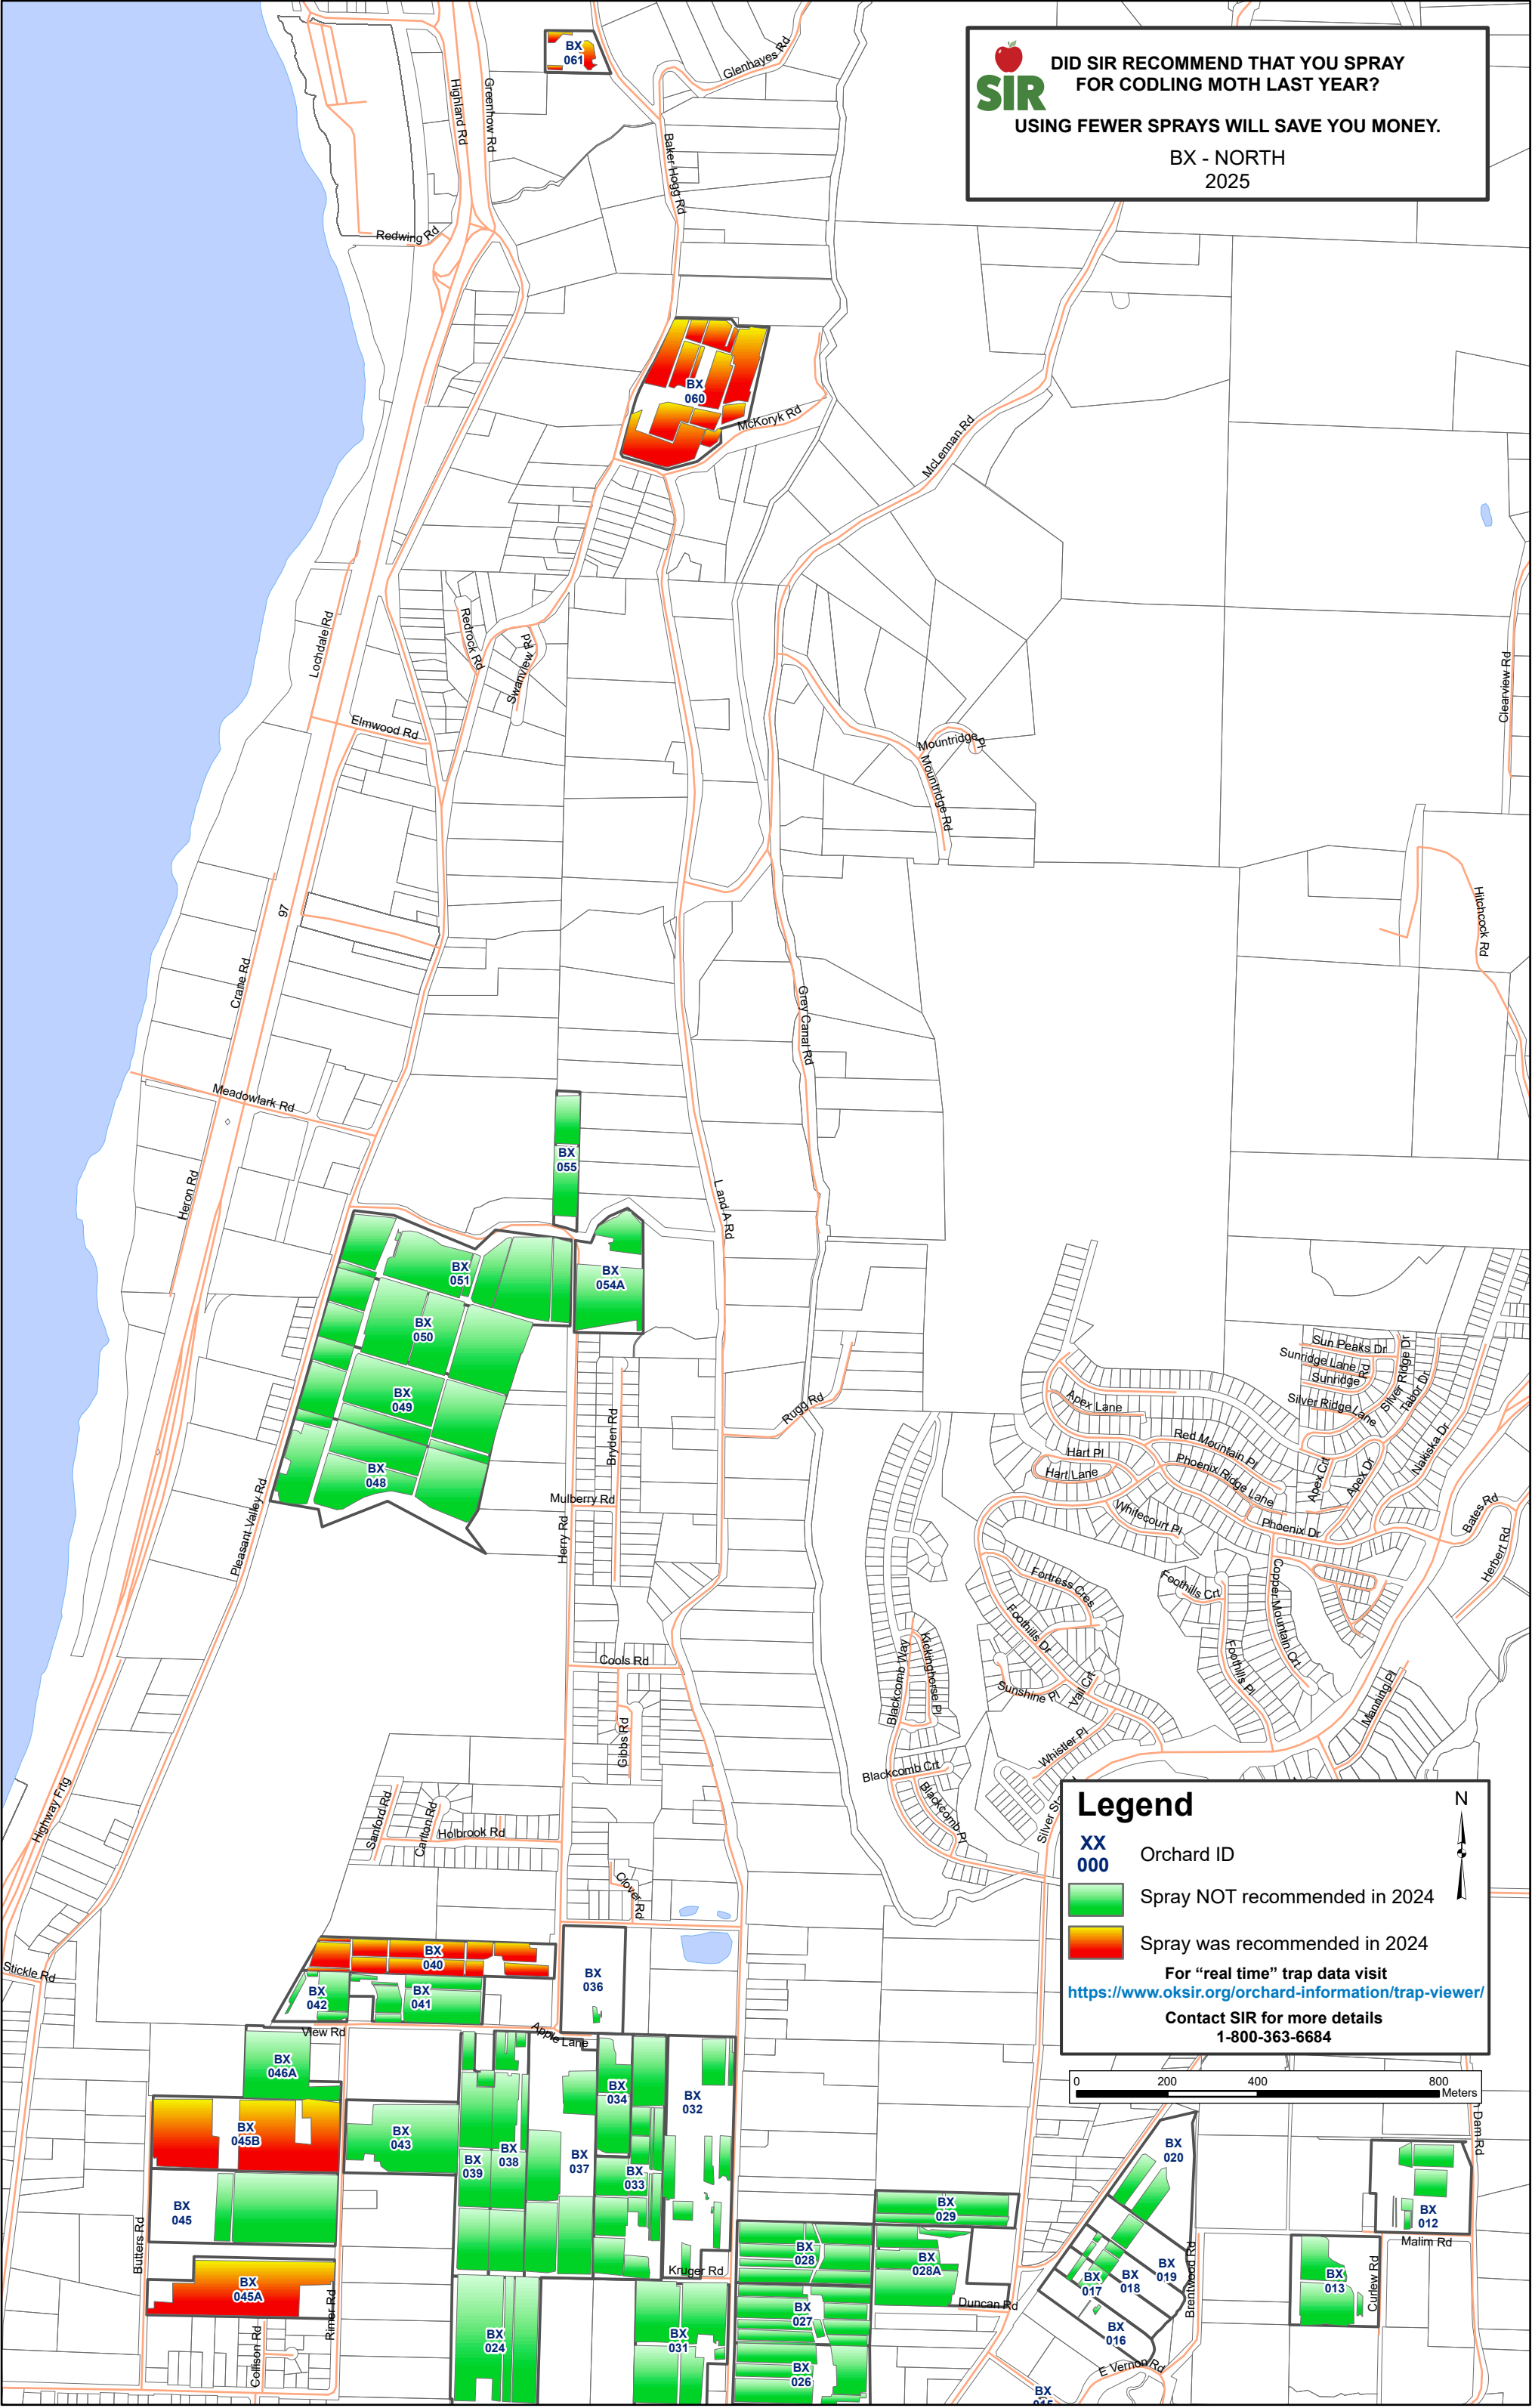 SIR
DID SIR RECOMMEND THAT YOU SPRAY
FOR CODLING MOTH LAST YEAR?
USING FEWER SPRAYS WILL SAVE YOU MONEY.
BX - NORTH
2025
BX
061
Glenhayes Rd
Highland Rd
Greenhow Rd
Baker Hogg Rd
Redwing Rd
BX
060
McKoryk Rd
McLennan Rd
Lochdale Rd
Redrock Rd
Swanview Rd
Elmwood Rd
Clearview Rd
Mountridge Pl
Mountridge Rd
97
Crane Rd
Hitchcock Rd
Grey Canal Rd
Meadowlark Rd
Heron Rd
BX
055
L and A Rd
BX
051
BX
054A
BX
050
BX
049
BX
048
Rugg Rd
Bryden Rd
Mulberry Rd
Herry Rd
Pleasant Valley Rd
Sun Peaks Dr
Sunridge Lane
Sunridge Rd
Silver Ridge Dr
Silver Ridge Lane
Tabor Dr
Nakiska Dr
Apex Lane
Hart Pl
Hart Lane
Red Mountain Pl
Phoenix Ridge Lane
Apex Crt
Apex Dr
Whitecourt Pl
Phoenix Dr
Bates Rd
Herbert Rd
Fortress Cres
Foothills Crt
Copper Mountain Crt
Foothills Dr
Foothills Pl
Blackcomb Way
Kickinghorse Pl
Sunshine Pl
Vail Crt
Manning Pl
Whistler Pl
Blackcomb Crt
Blackcomb Pl
Cools Rd
Gibbs Rd
Highway Frtg
Sanford Rd
Carlton Rd
Holbrook Rd
Clover Rd
Silver Sta
Legend
N
XX
000
Orchard ID
Spray NOT recommended in 2024
Spray was recommended in 2024
For “real time” trap data visit
https://www.oksir.org/orchard-information/trap-viewer/
Contact SIR for more details
1-800-363-6684
0 200 400 800
Meters
Stickle Rd
BX
040
BX
042
BX
041
BX
036
View Rd
Apple Lane
BX
046A
BX
034
BX
032
BX
045B
BX
043
BX
039
BX
038
BX
037
BX
033
BX
045
Butters Rd
BX
045A
Rimer Rd
Collison Rd
BX
024
Kruger Rd
BX
031
BX
029
BX
028
BX
028A
BX
027
BX
026
Duncan Rd
BX
020
BX
019
BX
018
BX
017
BX
016
Brentwood Rd
E Vernon Rd
BX
015
Dam Rd
BX
012
Malim Rd
BX
013
Curlew Rd